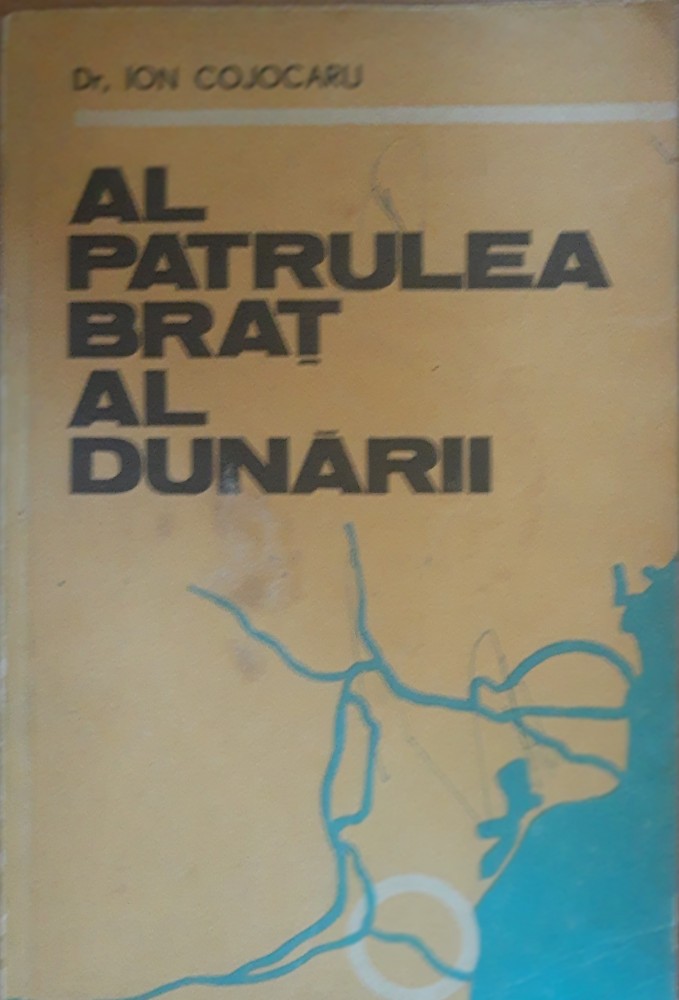 Dr, ION COJOCARU
AL
PATRULEA
BRAȚ
AL
DUNĂRII